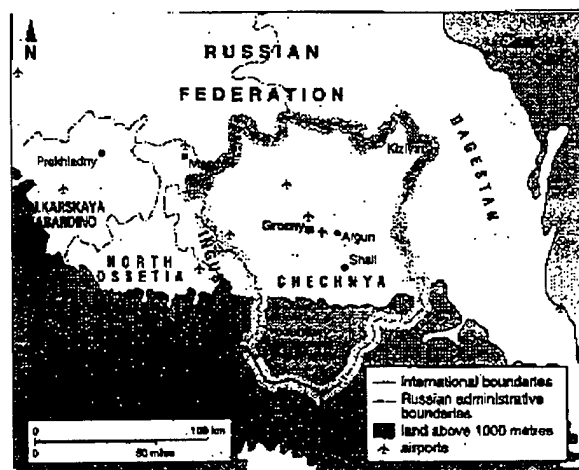 N
RUSSIAN
FEDERATION
DAGESTAN
Prokhladny
Kizlyar
NORTH
OSSETIA
Grozny
Argun
Shali
CHECHNYA
International boundaries
Russian administrative
boundaries
land above 1000 metres
airports
0 100 km
0 60 miles